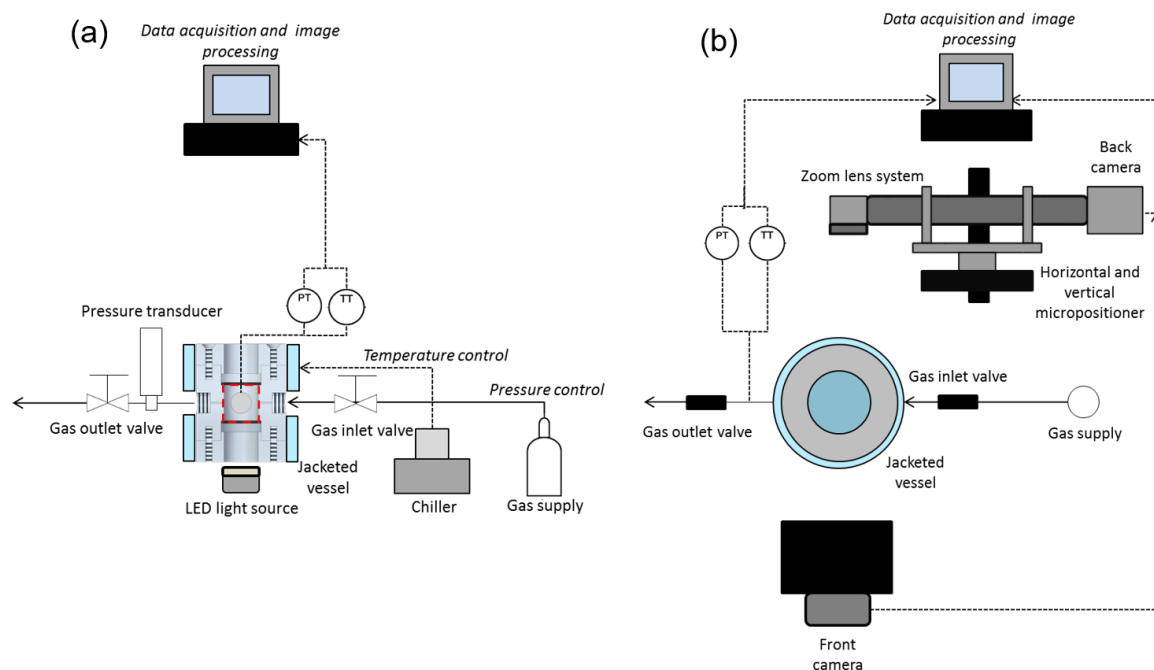 (a)
Data acquisition and image
processing
PT
TT
Pressure transducer
Temperature control
Pressure control
Gas outlet valve
Gas inlet valve
Jacketed
vessel
LED light source
Chiller
Gas supply
(b)
Data acquisition and image
processing
Back
camera
Zoom lens system
PT
TT
Horizontal and
vertical
micropositioner
Gas inlet valve
Gas outlet valve
Gas supply
Jacketed
vessel
Front
camera